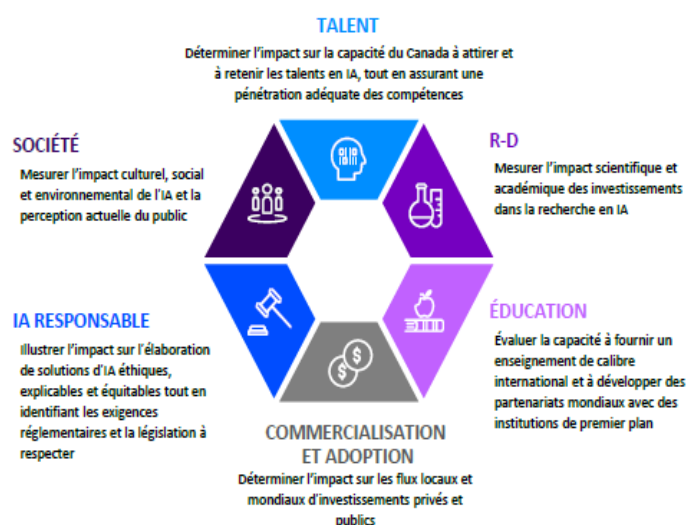 TALENT
Déterminer l'impact sur la capacité du Canada à attirer et
à retenir les talents en IA, tout en assurant une
pénétration adéquate des compétences
SOCIÉTÉ
Mesurer l'impact culturel, social
et environnemental de l'IA et la
perception actuelle du public
R-D
Mesurer l'impact scientifique et
académique des investissements
dans la recherche en IA
IA RESPONSABLE
Illustrer l'impact sur l'élaboration
de solutions d'IA éthiques,
explicables et équitables tout en
identifiant les exigences
réglementaires et la législation à
respecter
ÉDUCATION
Évaluer la capacité à fournir un
enseignement de calibre
international et à développer des
partenariats mondiaux avec des
institutions de premier plan
COMMERCIALISATION
ET ADOPTION
Déterminer l'impact sur les flux locaux et
mondiaux d'investissements privés et
publics